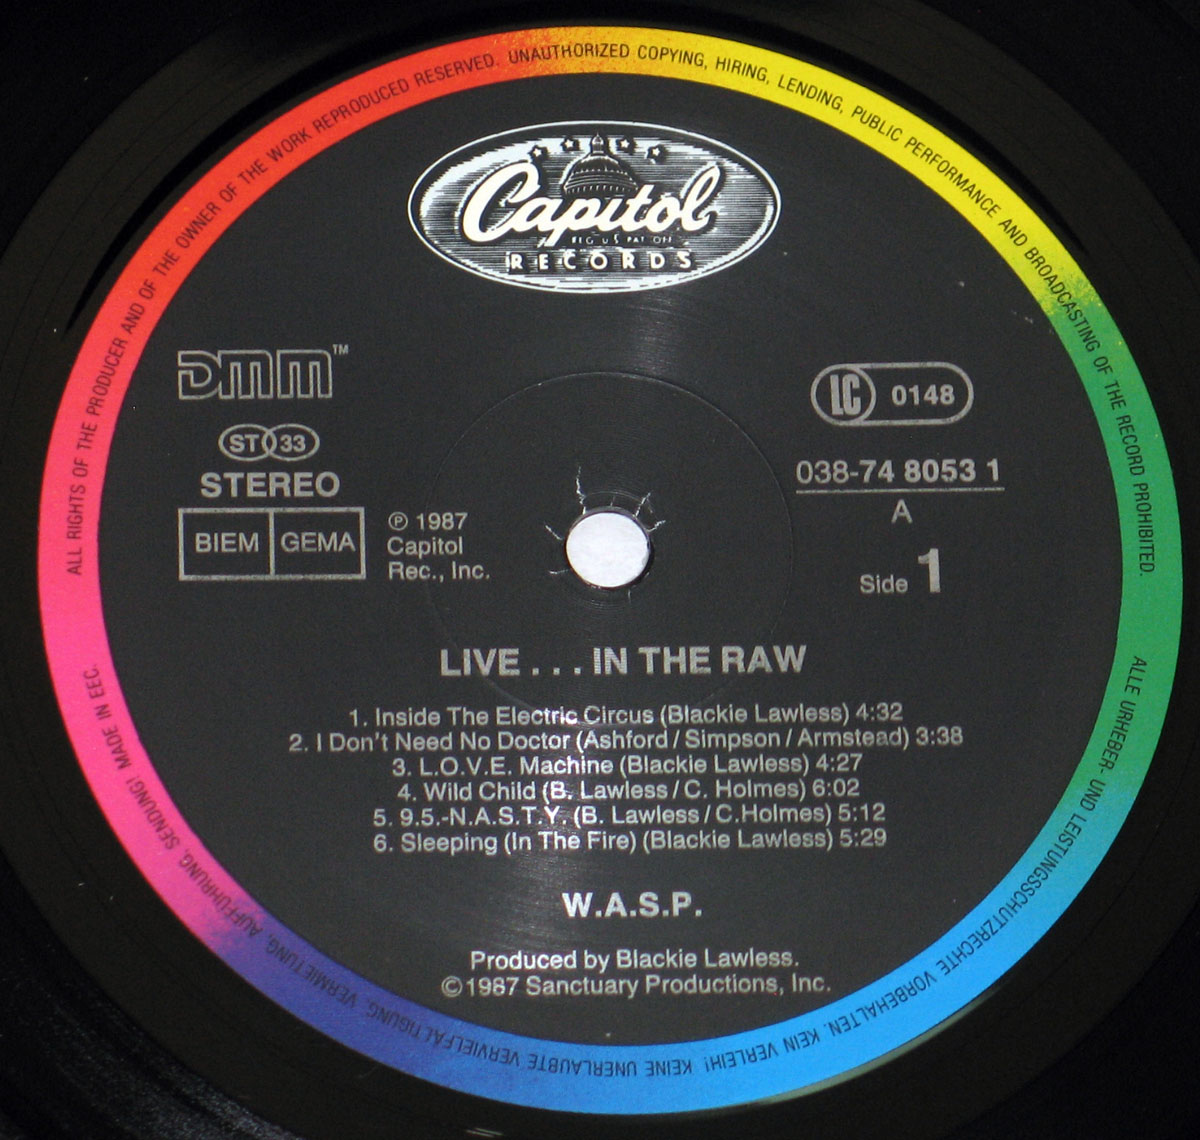 ALL RIGHTS OF THE PRODUCER AND OF THE OWNER OF THE WORK REPRODUCED RESERVED. UNAUTHORIZED COPYING, HIRING, LENDING, PUBLIC PERFORMANCE AND BROADCASTING OF THE RECORD PROHIBITED.
Capitol
REG US PAT OFF
RECORDS
DMM™
ST 33
STEREO
BIEM GEMA
℗ 1987
Capitol
Rec., Inc.
LC 0148
038-74 8053 1
A
Side 1
LIVE . . . IN THE RAW
1. Inside The Electric Circus (Blackie Lawless) 4:32
2. I Don't Need No Doctor (Ashford / Simpson / Armstead) 3:38
3. L.O.V.E. Machine (Blackie Lawless) 4:27
4. Wild Child (B. Lawless / C. Holmes) 6:02
5. 9.5.-N.A.S.T.Y. (B. Lawless / C.Holmes) 5:12
6. Sleeping (In The Fire) (Blackie Lawless) 5:29
W.A.S.P.
Produced by Blackie Lawless.
©1987 Sanctuary Productions, Inc.
ALLE URHEBER- UND LEISTUNGSSCHUTZRECHTE VORBEHALTEN. KEIN VERLEIH! KEINE UNERLAUBTE VERVIELFÄLTIGUNG, VERMIETUNG, AUFFÜHRUNG, SENDUNG! MADE IN EEC.